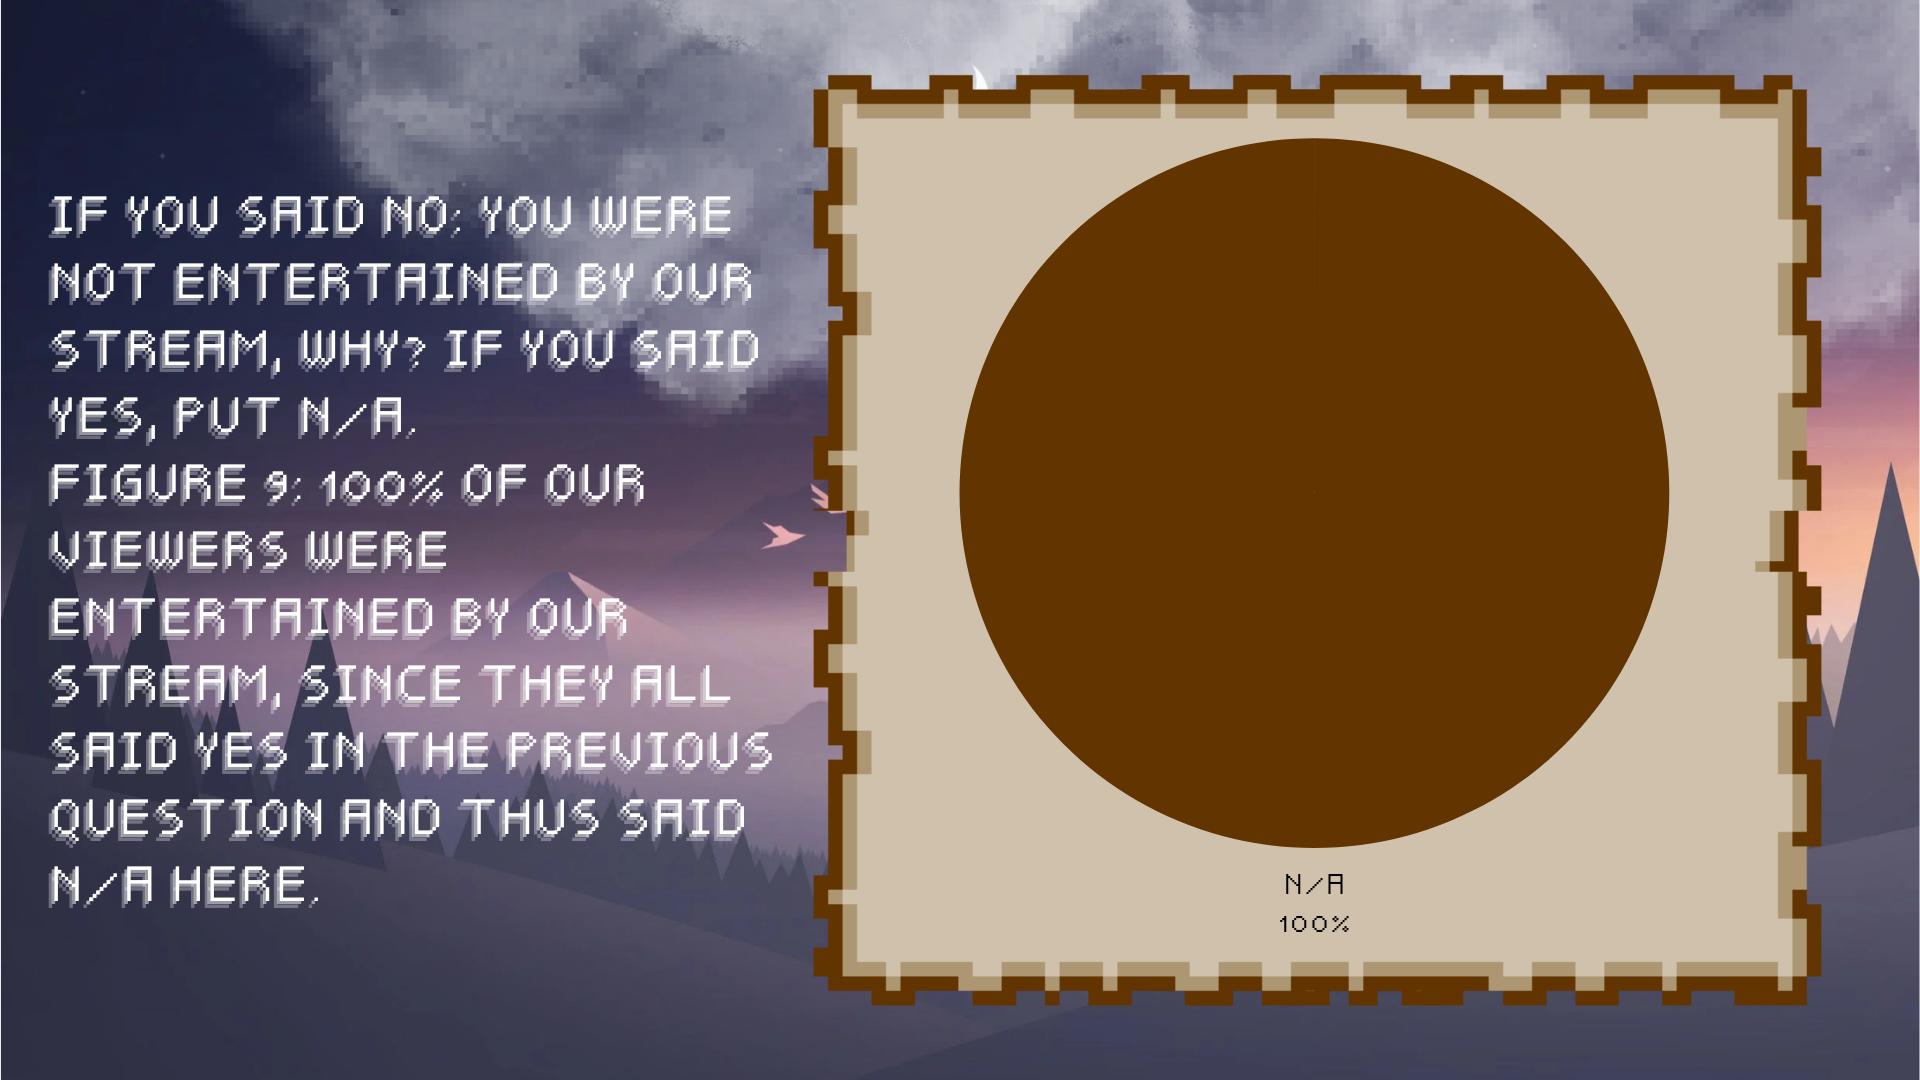 IF YOU SAID NO; YOU WERE
NOT ENTERTAINED BY OUR
STREAM, WHY? IF YOU SAID
YES, PUT N/A.
FIGURE 9: 100% OF OUR
VIEWERS WERE
ENTERTAINED BY OUR
STREAM, SINCE THEY ALL
SAID YES IN THE PREVIOUS
QUESTION AND THUS SAID
N/A HERE.
N/A
100%